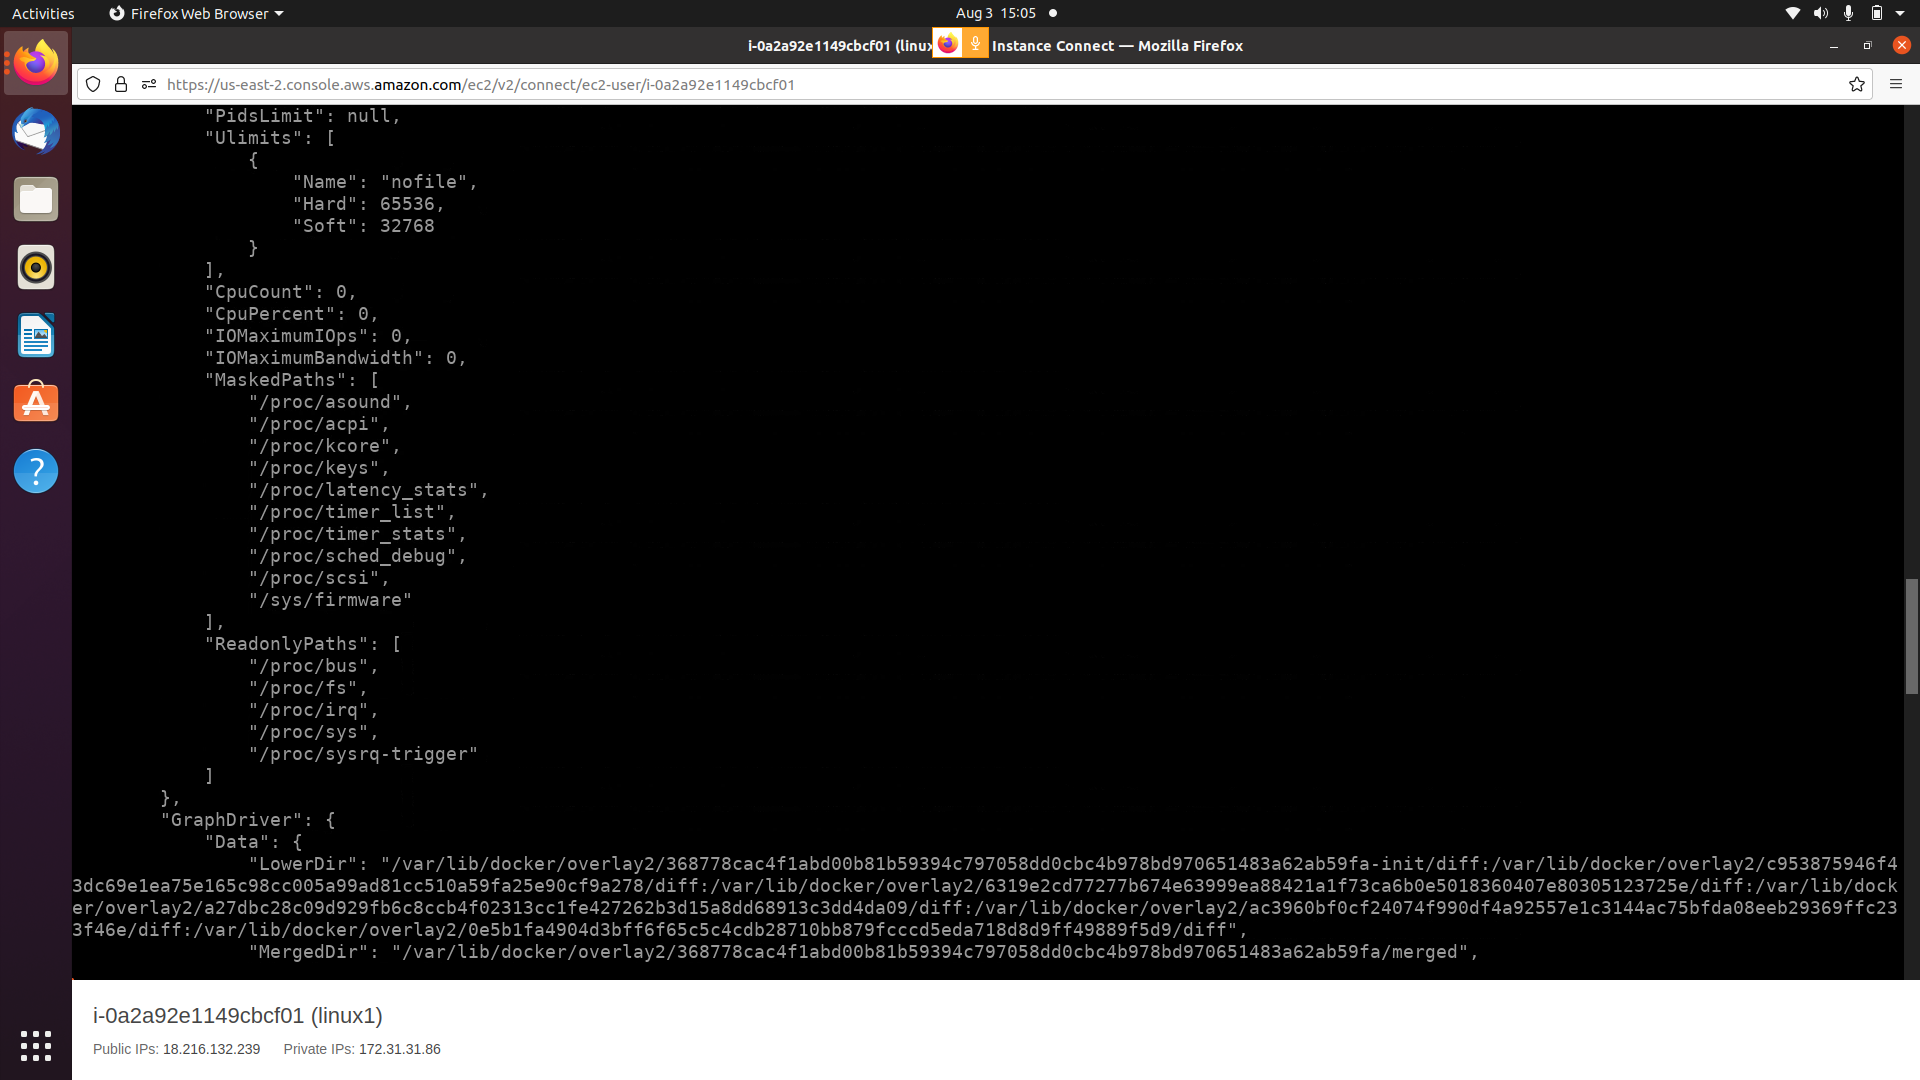 Activities
Firefox Web Browser
Aug 3 15:05
i-0a2a92e1149cbcf01 (linux Instance Connect — Mozilla Firefox
https://us-east-2.console.aws.amazon.com/ec2/v2/connect/ec2-user/i-0a2a92e1149cbcf01
"PidsLimit": null,
"Ulimits": [
{
"Name": "nofile",
"Hard": 65536,
"Soft": 32768
}
],
"CpuCount": 0,
"CpuPercent": 0,
"IOMaximumIOps": 0,
"IOMaximumBandwidth": 0,
"MaskedPaths": [
"/proc/asound",
"/proc/acpi",
"/proc/kcore",
"/proc/keys",
"/proc/latency_stats",
"/proc/timer_list",
"/proc/timer_stats",
"/proc/sched_debug",
"/proc/scsi",
"/sys/firmware"
],
"ReadonlyPaths": [
"/proc/bus",
"/proc/fs",
"/proc/irq",
"/proc/sys",
"/proc/sysrq-trigger"
]
},
"GraphDriver": {
"Data": {
"LowerDir": "/var/lib/docker/overlay2/368778cac4f1abd00b81b59394c797058dd0cbc4b978bd970651483a62ab59fa-init/diff:/var/lib/docker/overlay2/c953875946f4
3dc69e1ea75e165c98cc005a99ad81cc510a59fa25e90cf9a278/diff:/var/lib/docker/overlay2/6319e2cd77277b674e63999ea88421a1f73ca6b0e5018360407e80305123725e/diff:/var/lib/dock
er/overlay2/a27dbc28c09d929fb6c8ccb4f02313cc1fe427262b3d15a8dd68913c3dd4da09/diff:/var/lib/docker/overlay2/ac3960bf0cf24074f990df4a92557e1c3144ac75bfda08eeb29369ffc23
3f46e/diff:/var/lib/docker/overlay2/0e5b1fa4904d3bff6f65c5c4cdb28710bb879fcccd5eda718d8d9ff49889f5d9/diff",
"MergedDir": "/var/lib/docker/overlay2/368778cac4f1abd00b81b59394c797058dd0cbc4b978bd970651483a62ab59fa/merged",
i-0a2a92e1149cbcf01 (linux1)
Public IPs: 18.216.132.239 Private IPs: 172.31.31.86